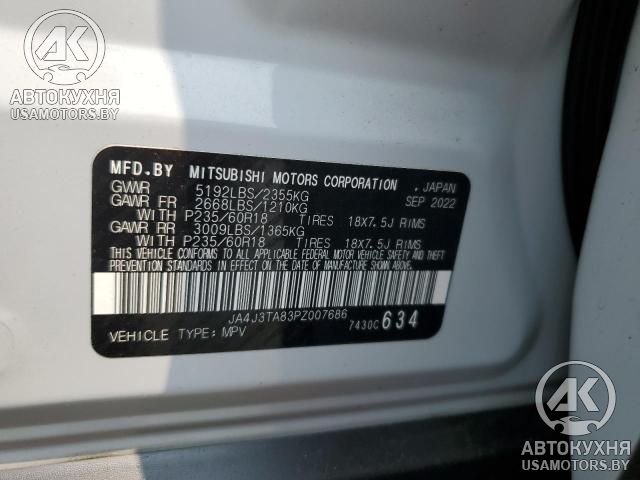 AK
АВТОКУХНЯ
USAMOTORS.BY
MFD.BY MITSUBISHI MOTORS CORPORATION , JAPAN
GVWR 5192LBS/2355KG SEP 2022
GAWR FR 2668LBS/1210KG
WITH P235/60R18 TIRES 18X7.5J RIMS
GAWR RR 3009LBS/1365KG
WITH P235/60R18 TIRES 18X7.5J RIMS
THIS VEHICLE CONFORMS TO ALL APPLICABLE FEDERAL MOTOR VEHICLE SAFETY
AND THEFT PREVENTION STANDARDS IN EFFECT ON THE DATE OF MANUFACTURE SHOWN ABOVE.
JA4J3TA83PZ007686
7430C 634
VEHICLE TYPE: MPV
AK
АВТОКУХНЯ
USAMOTORS.BY